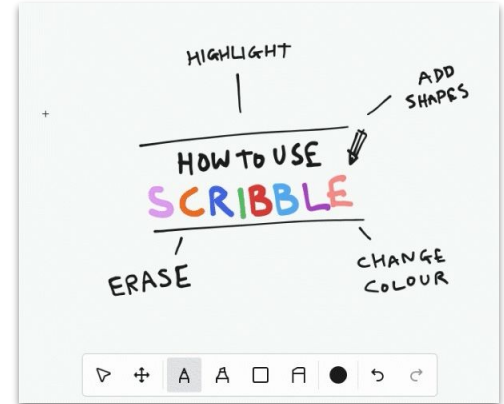 HIGHLIGHT
ADD
SHAPES
HOW TO USE
SCRIBBLE
ERASE
CHANGE
COLOUR